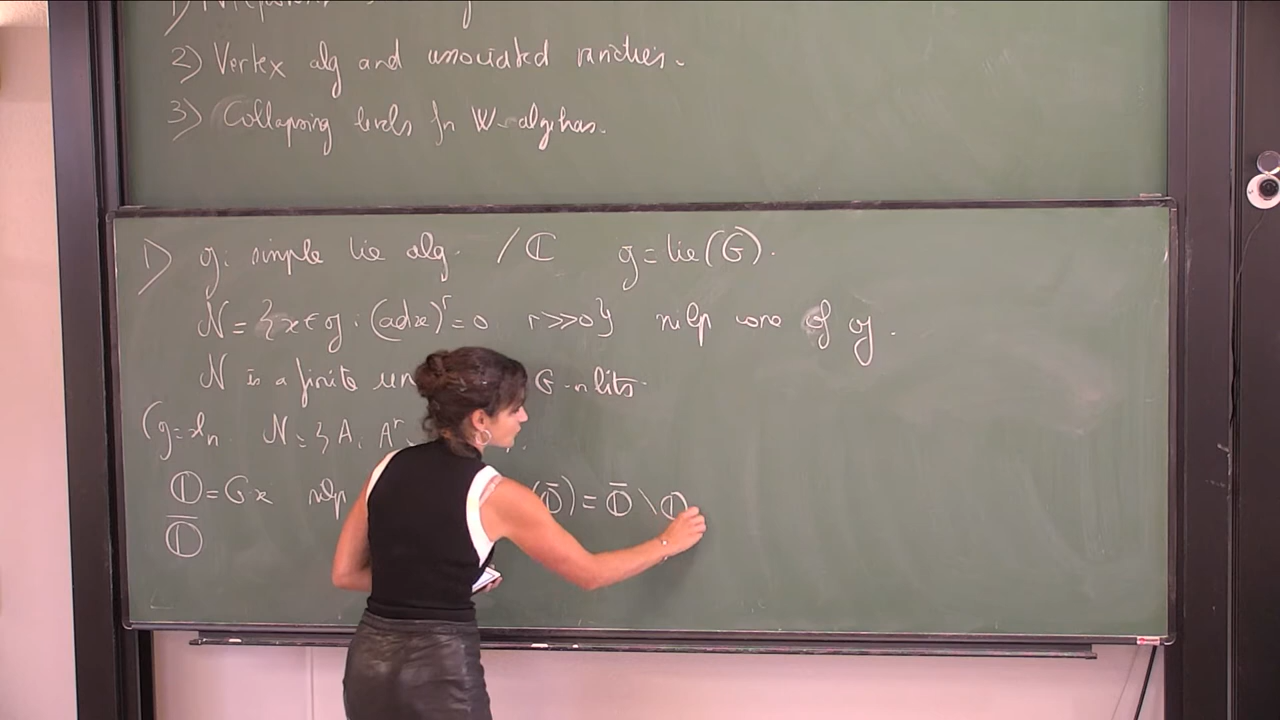 1)
2) Vertex alg and associated varieties.
3) Collapsing levels for W-algebras.
1) g: simple Lie alg. / ℂ g = Lie(G).
𝒩 = {x ∈ g : (ad x)^r = 0 r >> 0} nilp cone of g.
𝒩 is a finite un G-orbits.
(g = sl_n. 𝒩 = { A : A^r
𝕆 = G.x nilp (𝕆̄) = 𝕆̄ \ 𝕆
𝕆̄